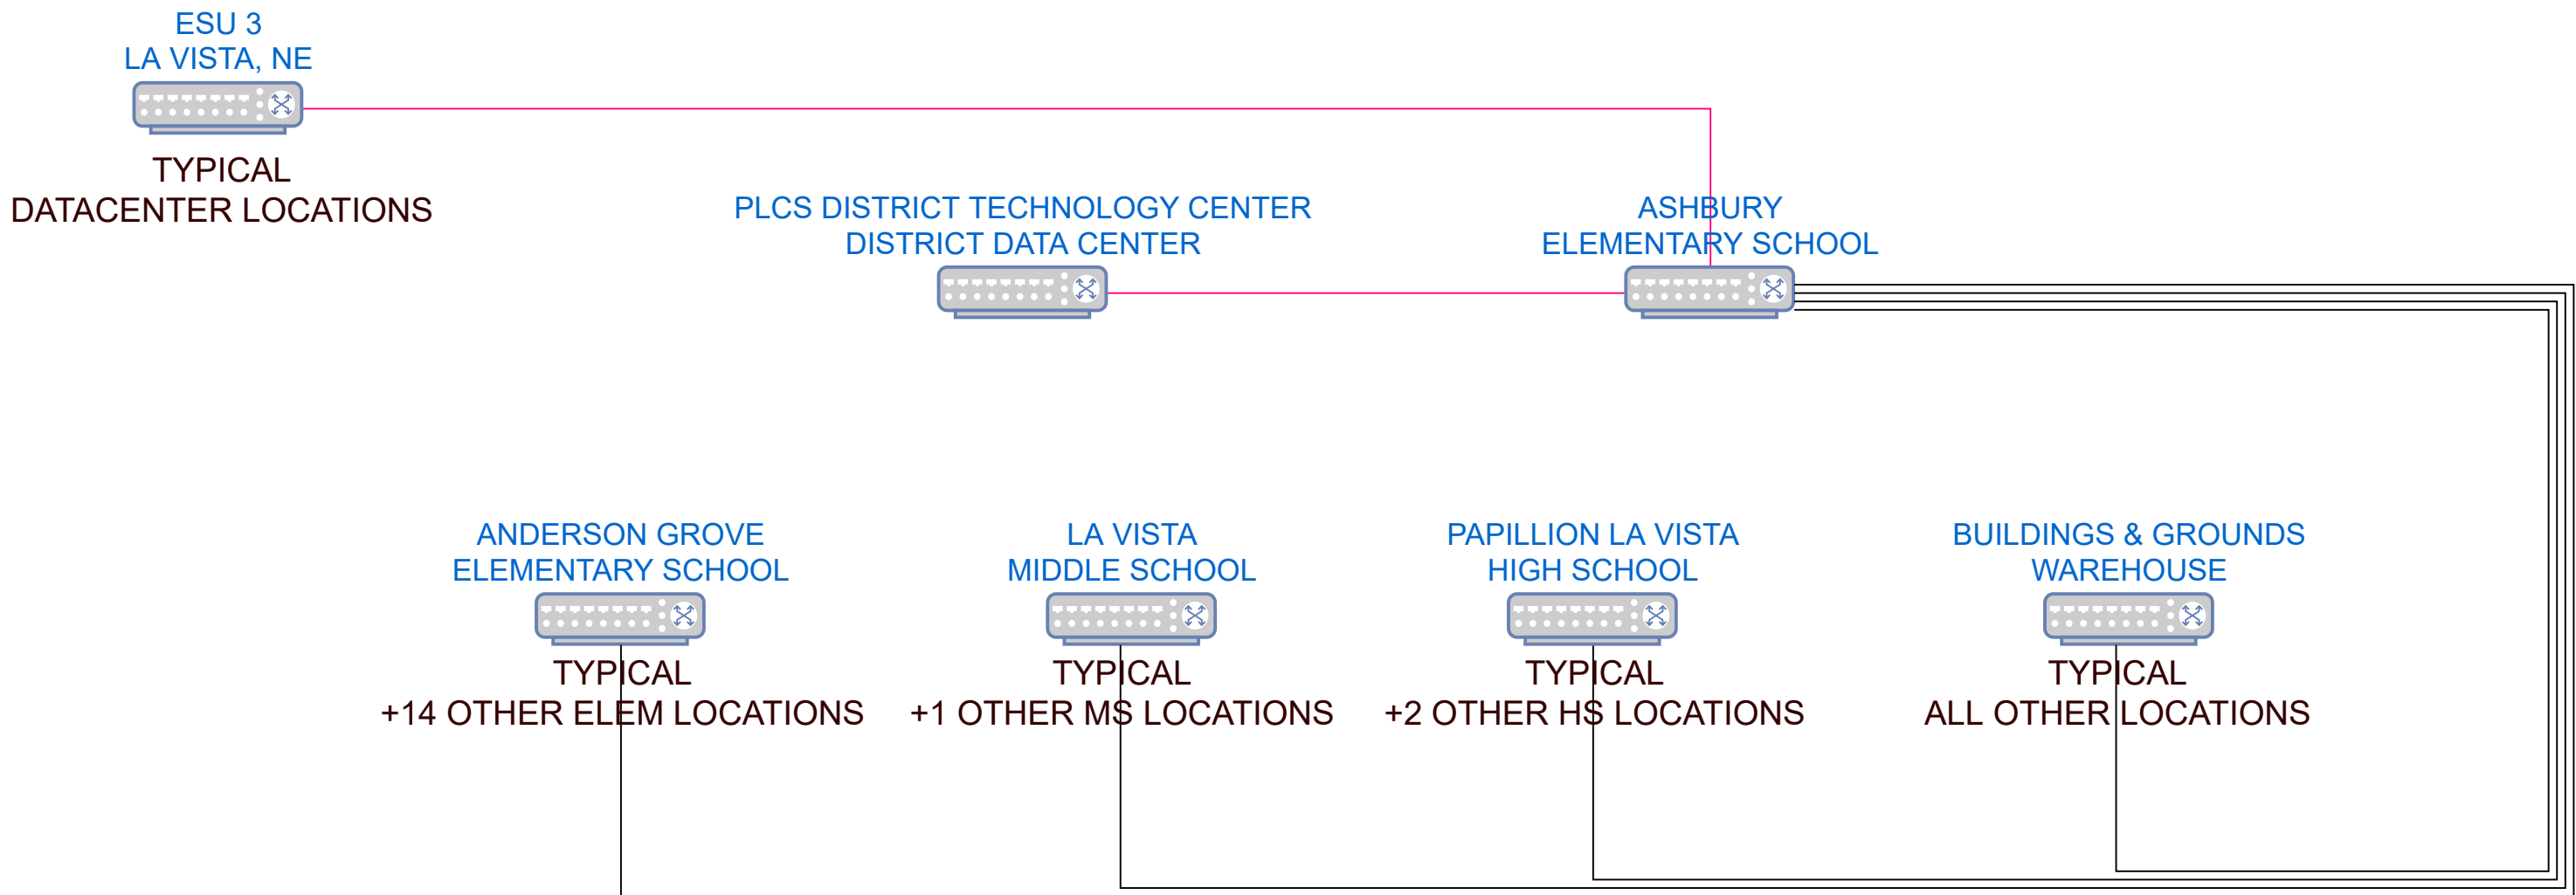 ESU 3
LA VISTA, NE
TYPICAL
DATACENTER LOCATIONS
PLCS DISTRICT TECHNOLOGY CENTER
DISTRICT DATA CENTER
ASHBURY
ELEMENTARY SCHOOL
ANDERSON GROVE
ELEMENTARY SCHOOL
TYPICAL
+14 OTHER ELEM LOCATIONS
LA VISTA
MIDDLE SCHOOL
TYPICAL
+1 OTHER MS LOCATIONS
PAPILLION LA VISTA
HIGH SCHOOL
TYPICAL
+2 OTHER HS LOCATIONS
BUILDINGS & GROUNDS
WAREHOUSE
TYPICAL
ALL OTHER LOCATIONS